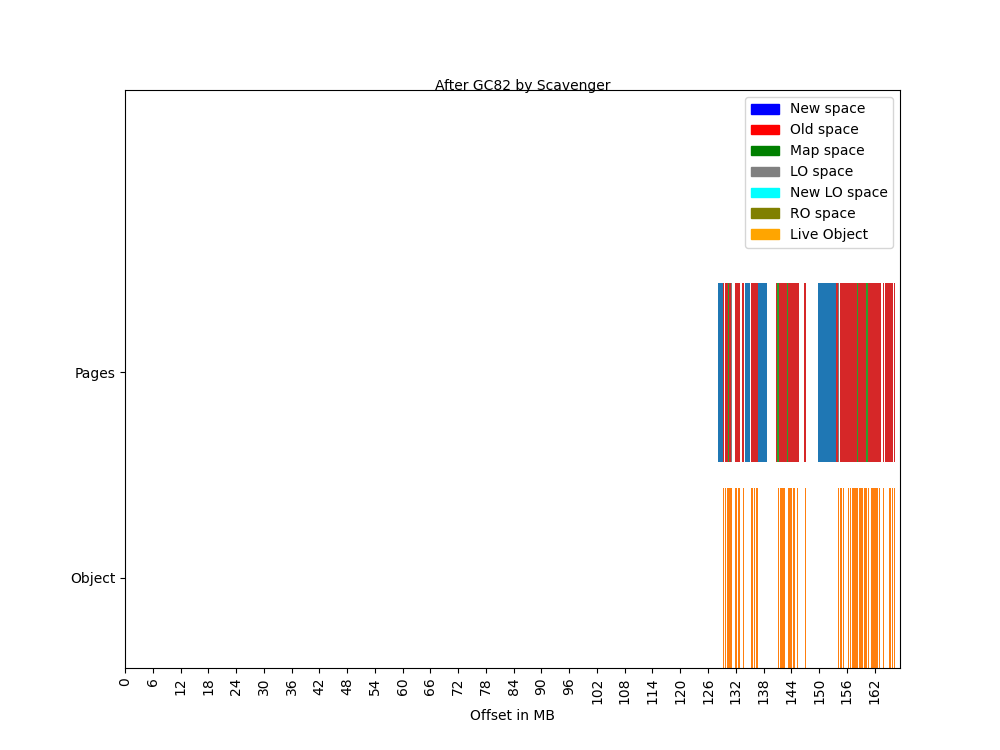 After GC82 by Scavenger
New space
Old space
Map space
LO space
New LO space
RO space
Live Object
Pages
Object
0 6 12 18 24 30 36 42 48 54 60 66 72 78 84 90 96 102 108 114 120 126 132 138 144 150 156 162
Offset in MB